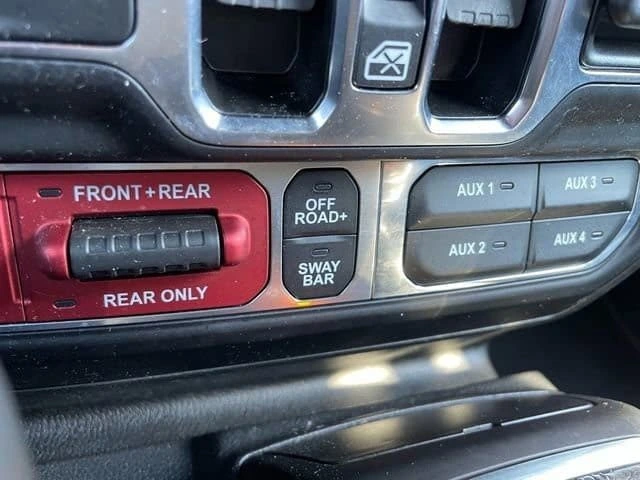 FRONT+REAR
REAR ONLY
OFF
ROAD+
SWAY
BAR
AUX 1
AUX 2
AUX 3
AUX 4